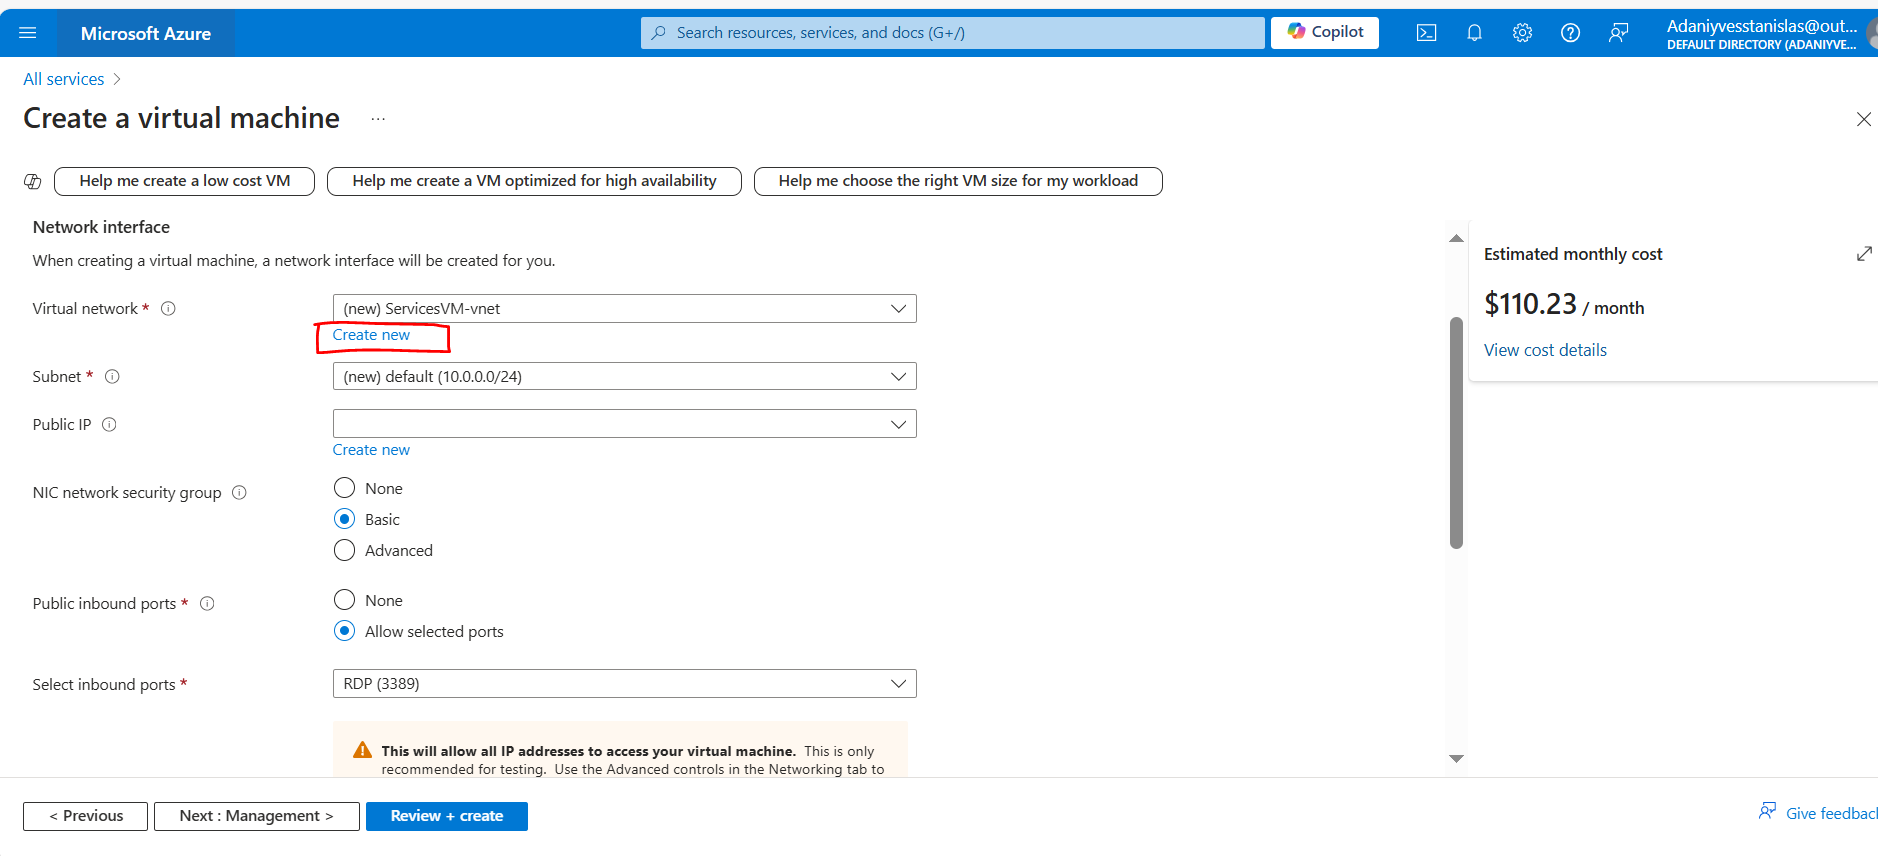 Microsoft Azure
Search resources, services, and docs (G+/)
Copilot
Adaniyvesstanislas@out...
DEFAULT DIRECTORY (ADANIYVE...
All services
Create a virtual machine
...
Help me create a low cost VM
Help me create a VM optimized for high availability
Help me choose the right VM size for my workload
Network interface
When creating a virtual machine, a network interface will be created for you.
Virtual network *
(new) ServicesVM-vnet
Create new
Subnet *
(new) default (10.0.0.0/24)
Public IP
Create new
NIC network security group
None
Basic
Advanced
Public inbound ports *
None
Allow selected ports
Select inbound ports *
RDP (3389)
This will allow all IP addresses to access your virtual machine. This is only
recommended for testing. Use the Advanced controls in the Networking tab to
Estimated monthly cost
$110.23 / month
View cost details
< Previous
Next : Management >
Review + create
Give feedback